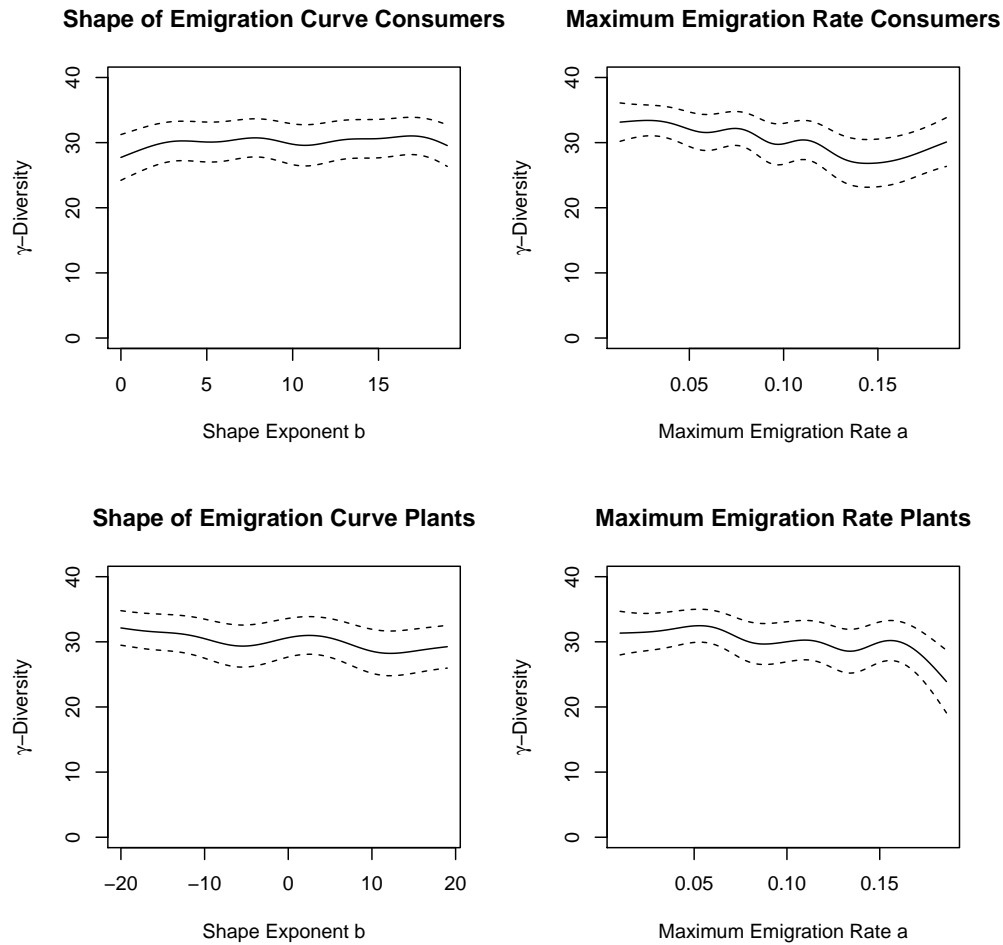 Shape of Emigration Curve Consumers
γ−Diversity
40
30
20
10
0
0 5 10 15
Shape Exponent b
Maximum Emigration Rate Consumers
γ−Diversity
40
30
20
10
0
0.05 0.10 0.15
Maximum Emigration Rate a
Shape of Emigration Curve Plants
γ−Diversity
40
30
20
10
0
−20 −10 0 10 20
Shape Exponent b
Maximum Emigration Rate Plants
γ−Diversity
40
30
20
10
0
0.05 0.10 0.15
Maximum Emigration Rate a